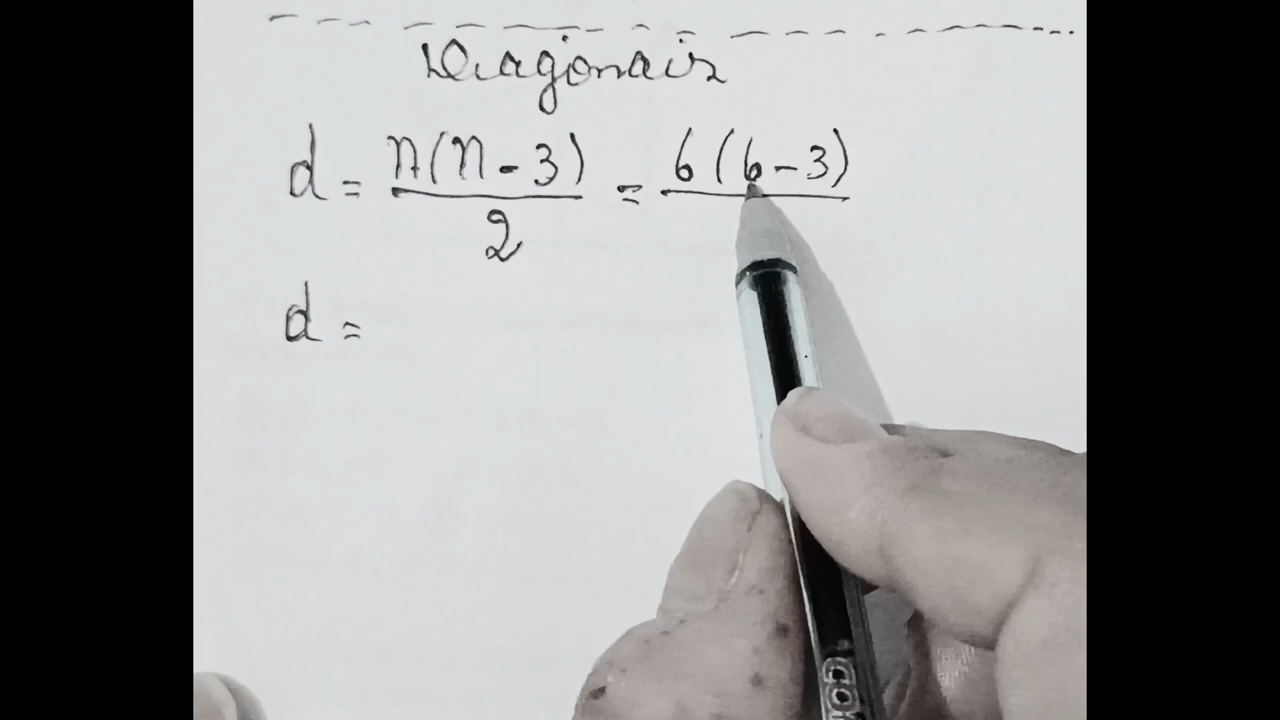 Diagonais
d = n(n - 3) / 2 = 6(6 - 3)
d =